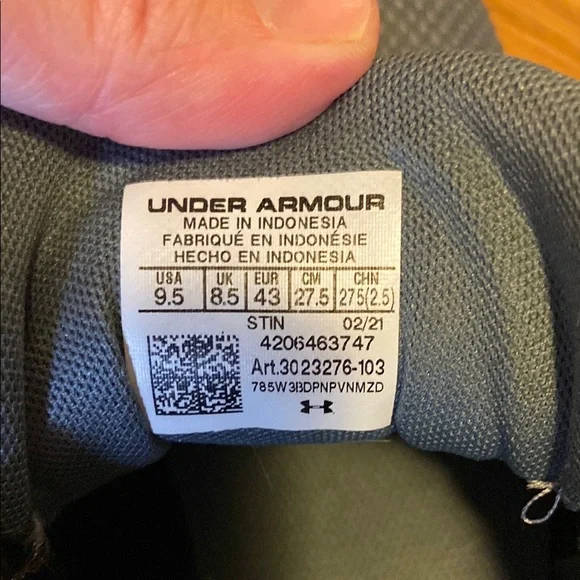 UNDER ARMOUR
MADE IN INDONESIA
FABRIQUÉ EN INDONÉSIE
HECHO EN INDONESIA
USA UK EUR CM CHN
9.5 8.5 43 27.5 275(2.5)
STIN 02/21
4206463747
Art.3023276-103
785W3BDPNPVNMZD